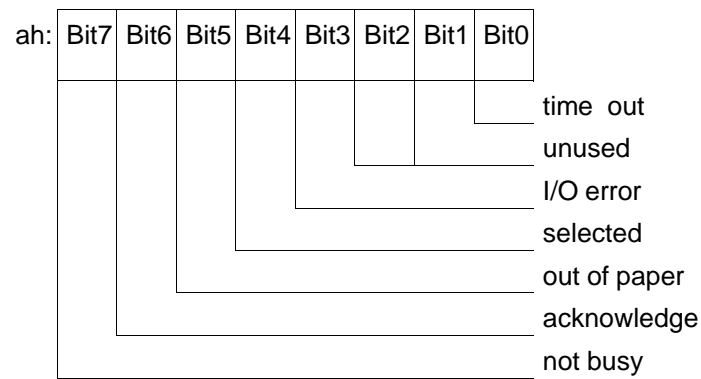 ah: Bit7 Bit6 Bit5 Bit4 Bit3 Bit2 Bit1 Bit0
time out
unused
I/O error
selected
out of paper
acknowledge
not busy